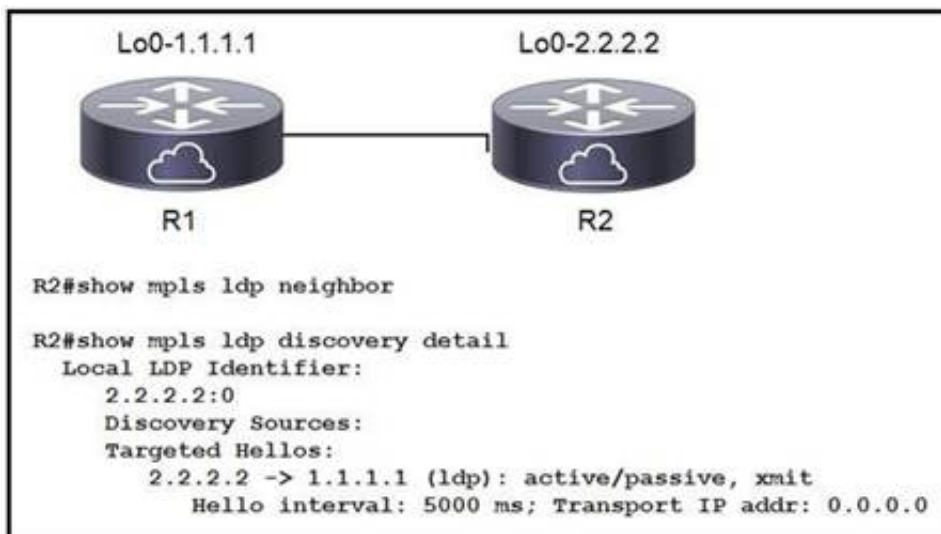 Lo0-1.1.1.1 Lo0-2.2.2.2
R1 R2
R2#show mpls ldp neighbor
R2#show mpls ldp discovery detail
Local LDP Identifier:
2.2.2.2:0
Discovery Sources:
Targeted Hellos:
2.2.2.2 -> 1.1.1.1 (ldp): active/passive, xmit
Hello interval: 5000 ms; Transport IP addr: 0.0.0.0